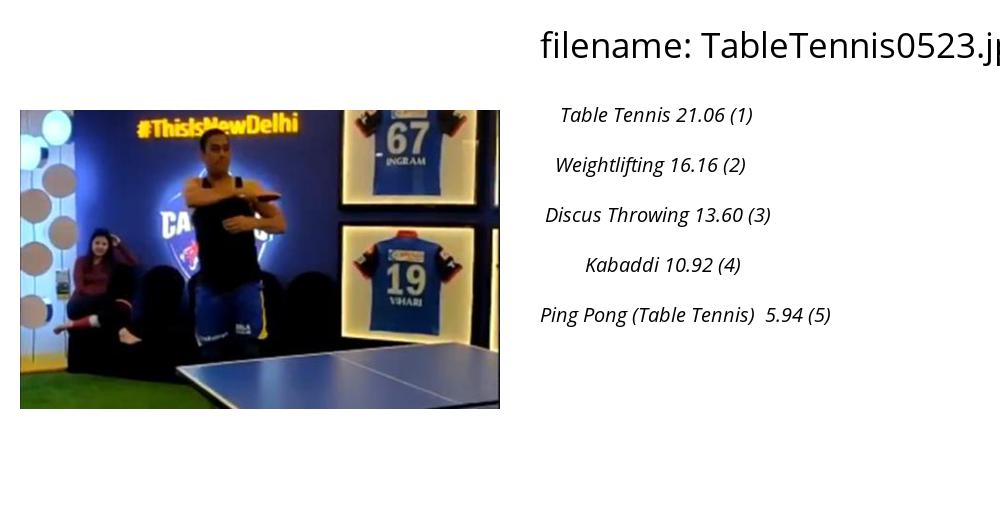 filename: TableTennis0523.j
Table Tennis 21.06 (1)
Weightlifting 16.16 (2)
Discus Throwing 13.60 (3)
Kabaddi 10.92 (4)
Ping Pong (Table Tennis) 5.94 (5)
#ThisIsNewDelhi
67
INGRAM
19
VIHARI
CA